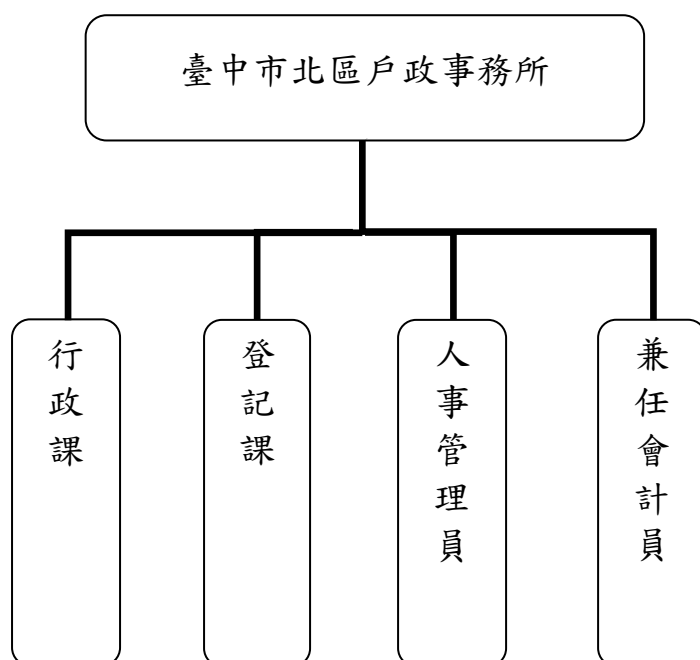 臺中市北區戶政事務所
行政課
登記課
人事管理員
兼任會計員